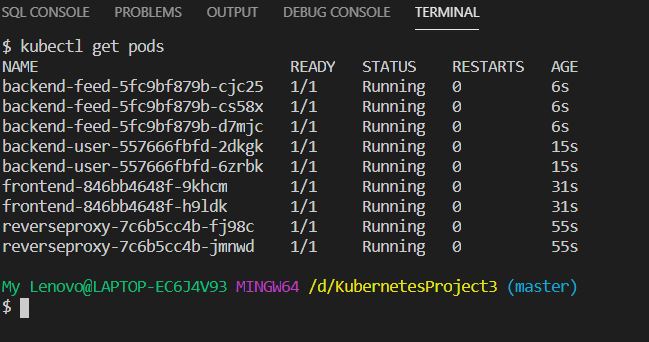 SQL CONSOLE PROBLEMS OUTPUT DEBUG CONSOLE TERMINAL
$ kubectl get pods
NAME READY STATUS RESTARTS AGE
backend-feed-5fc9bf879b-cjc25 1/1 Running 0 6s
backend-feed-5fc9bf879b-cs58x 1/1 Running 0 6s
backend-feed-5fc9bf879b-d7mjc 1/1 Running 0 6s
backend-user-557666fbfd-2dkgk 1/1 Running 0 15s
backend-user-557666fbfd-6zrbk 1/1 Running 0 15s
frontend-846bb4648f-9khcm 1/1 Running 0 31s
frontend-846bb4648f-h9ldk 1/1 Running 0 31s
reverseproxy-7c6b5cc4b-fj98c 1/1 Running 0 55s
reverseproxy-7c6b5cc4b-jmnwd 1/1 Running 0 55s
My Lenovo@LAPTOP-EC6J4V93 MINGW64 /d/KubernetesProject3 (master)
$